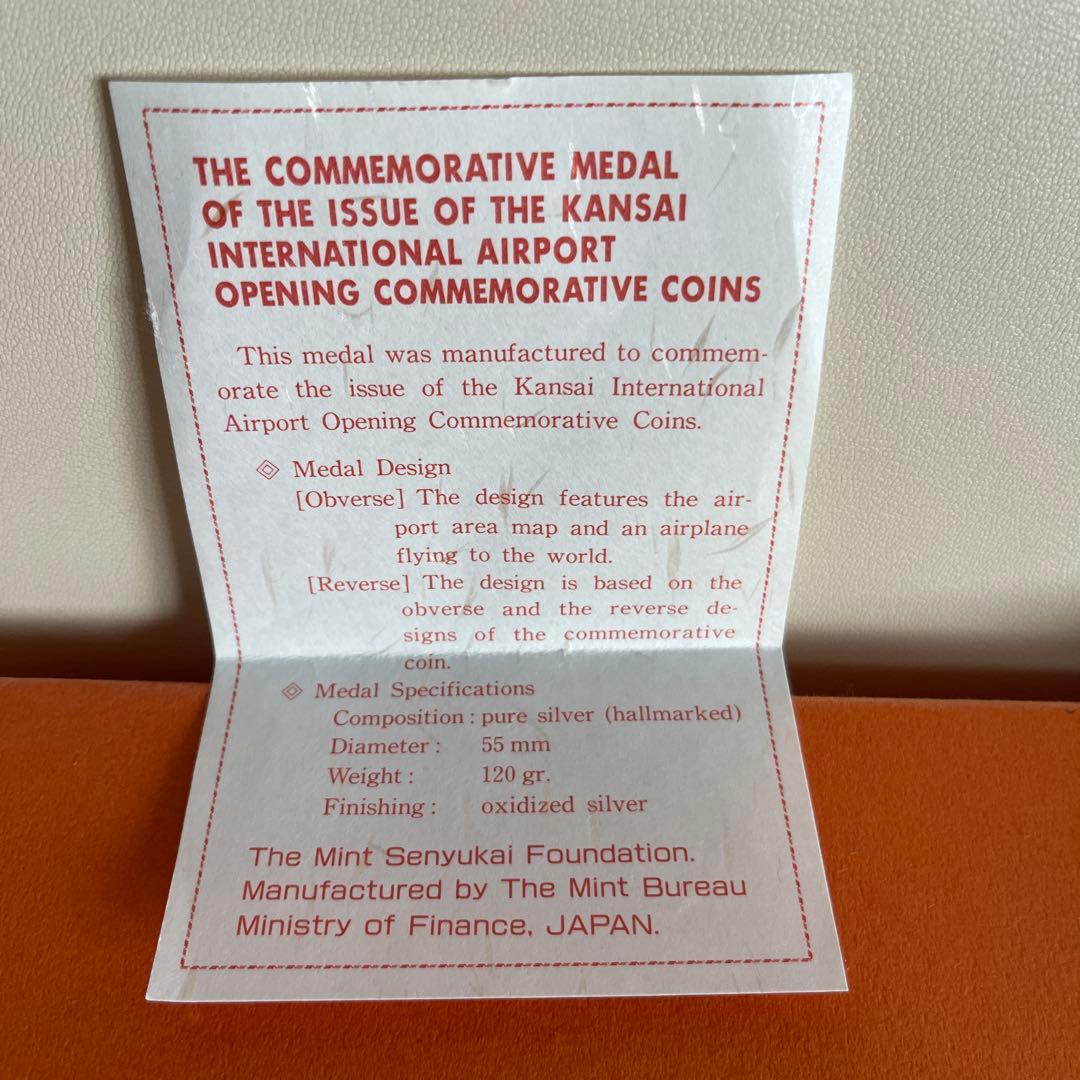 THE COMMEMORATIVE MEDAL
OF THE ISSUE OF THE KANSAI
INTERNATIONAL AIRPORT
OPENING COMMEMORATIVE COINS
This medal was manufactured to commem-
orate the issue of the Kansai International
Airport Opening Commemorative Coins.
◈ Medal Design
[Obverse] The design features the air-
port area map and an airplane
flying to the world.
[Reverse] The design is based on the
obverse and the reverse de-
signs of the commemorative
coin.
◈ Medal Specifications
Composition : pure silver (hallmarked)
Diameter : 55 mm
Weight : 120 gr.
Finishing : oxidized silver
The Mint Senyukai Foundation.
Manufactured by The Mint Bureau
Ministry of Finance, JAPAN.